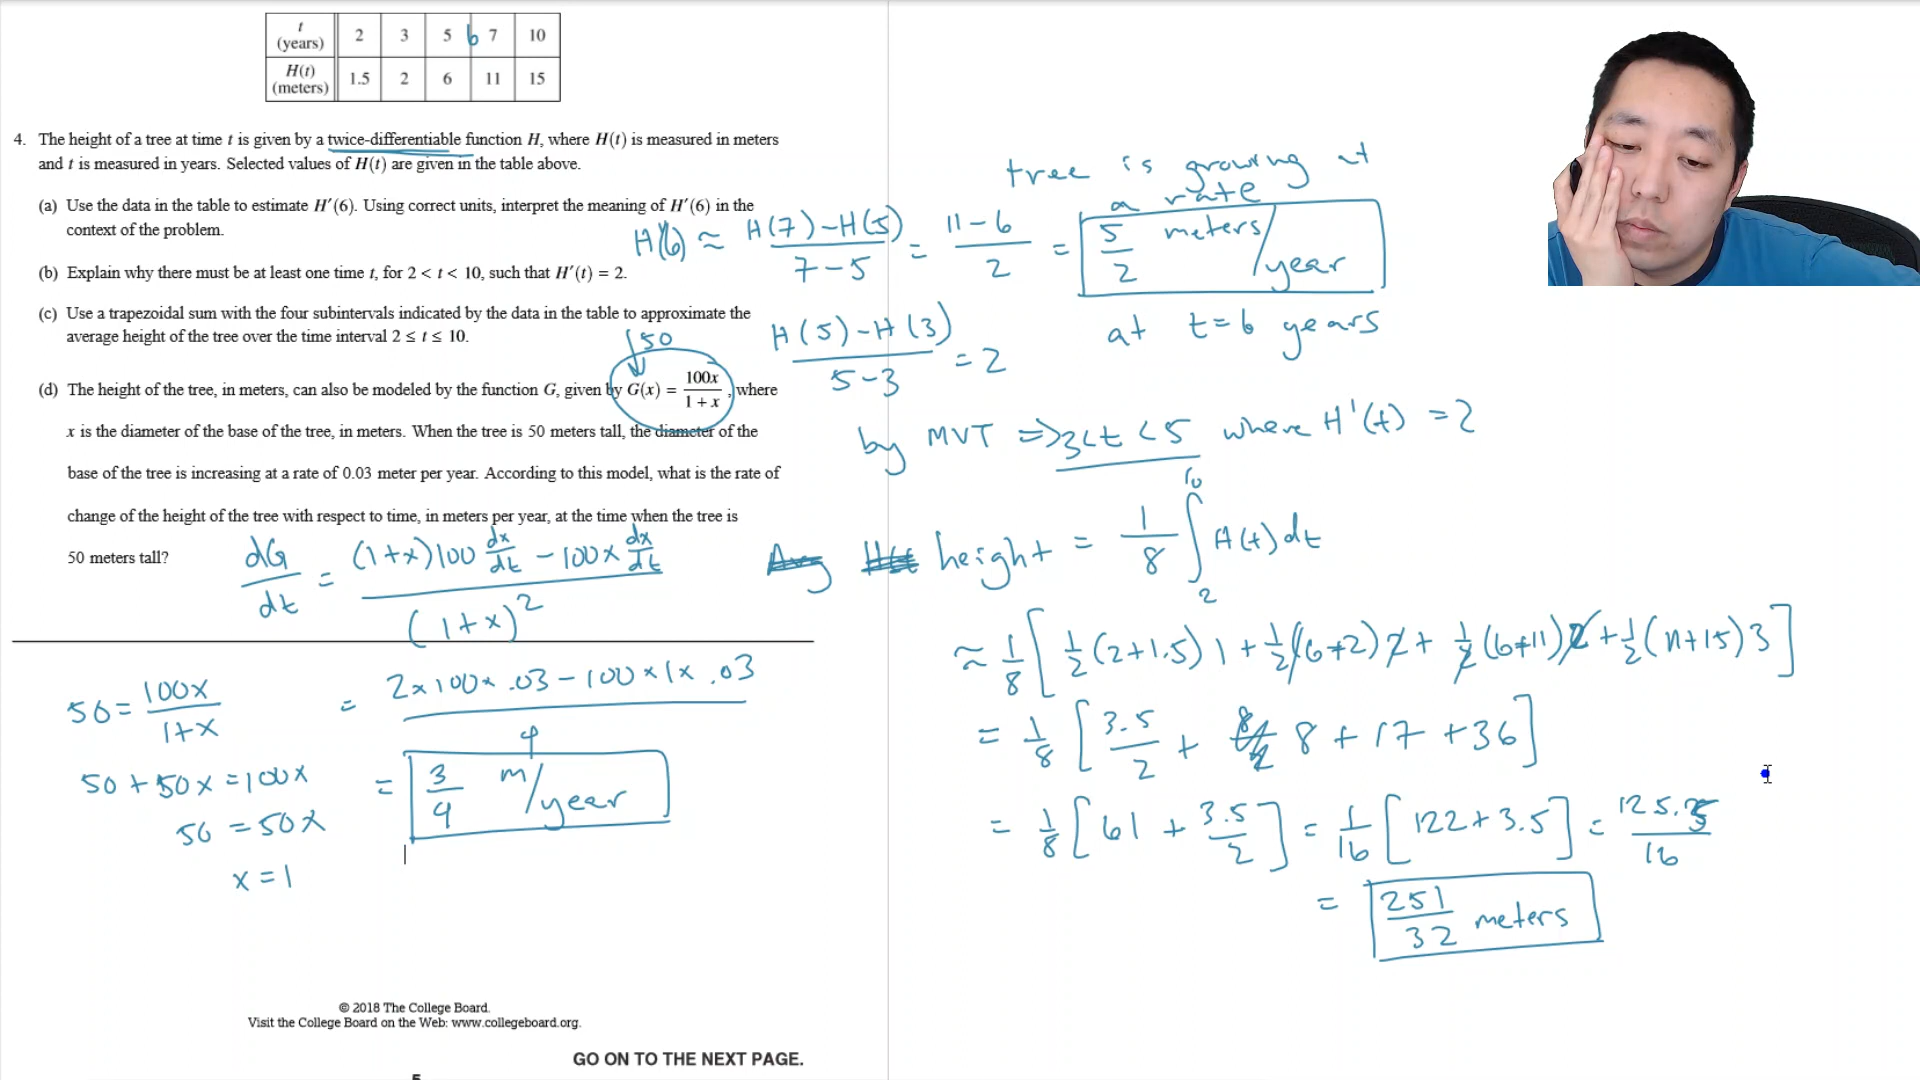 t (years) 2 3 5 6 7 10
H(t) (meters) 1.5 2 6 11 15
4. The height of a tree at time t is given by a twice-differentiable function H, where H(t) is measured in meters
and t is measured in years. Selected values of H(t) are given in the table above.
(a) Use the data in the table to estimate H′(6). Using correct units, interpret the meaning of H′(6) in the
context of the problem.
(b) Explain why there must be at least one time t, for 2 < t < 10, such that H′(t) = 2.
(c) Use a trapezoidal sum with the four subintervals indicated by the data in the table to approximate the
average height of the tree over the time interval 2 ≤ t ≤ 10.
50
(d) The height of the tree, in meters, can also be modeled by the function G, given by G(x) = 100x / (1 + x), where
x is the diameter of the base of the tree, in meters. When the tree is 50 meters tall, the diameter of the
base of the tree is increasing at a rate of 0.03 meter per year. According to this model, what is the rate of
change of the height of the tree with respect to time, in meters per year, at the time when the tree is
50 meters tall?
dG/dt = ((1+x)100 dx/dt − 100x dx/dt) / (1+x)^2
50 = 100x / (1+x)
= (2×100×.03 − 100×1×.03) / 4
50 + 50x = 100x
= 3/4 m/year
50 = 50x
x = 1
© 2018 The College Board.
Visit the College Board on the Web: www.collegeboard.org.
GO ON TO THE NEXT PAGE.
tree is growing at
a rate
H'(6) ≈ (H(7)−H(5)) / (7−5) = (11−6) / 2 = 5/2 meters/year
at t=6 years
(H(5)−H(3)) / (5−3) = 2
by MVT ⇒ 3<t<5 where H'(t) = 2
Avg height = 1/8 ∫_2^10 H(t)dt
≈ 1/8 [1/2(2+1.5)1 + 1/2(6+2)2 + 1/2(6+11)2 + 1/2(11+15)3]
= 1/8 [3.5/2 + 8 + 17 + 36]
= 1/8 [61 + 3.5/2] = 1/16 [122+3.5] = 125.5/16
= 251/32 meters